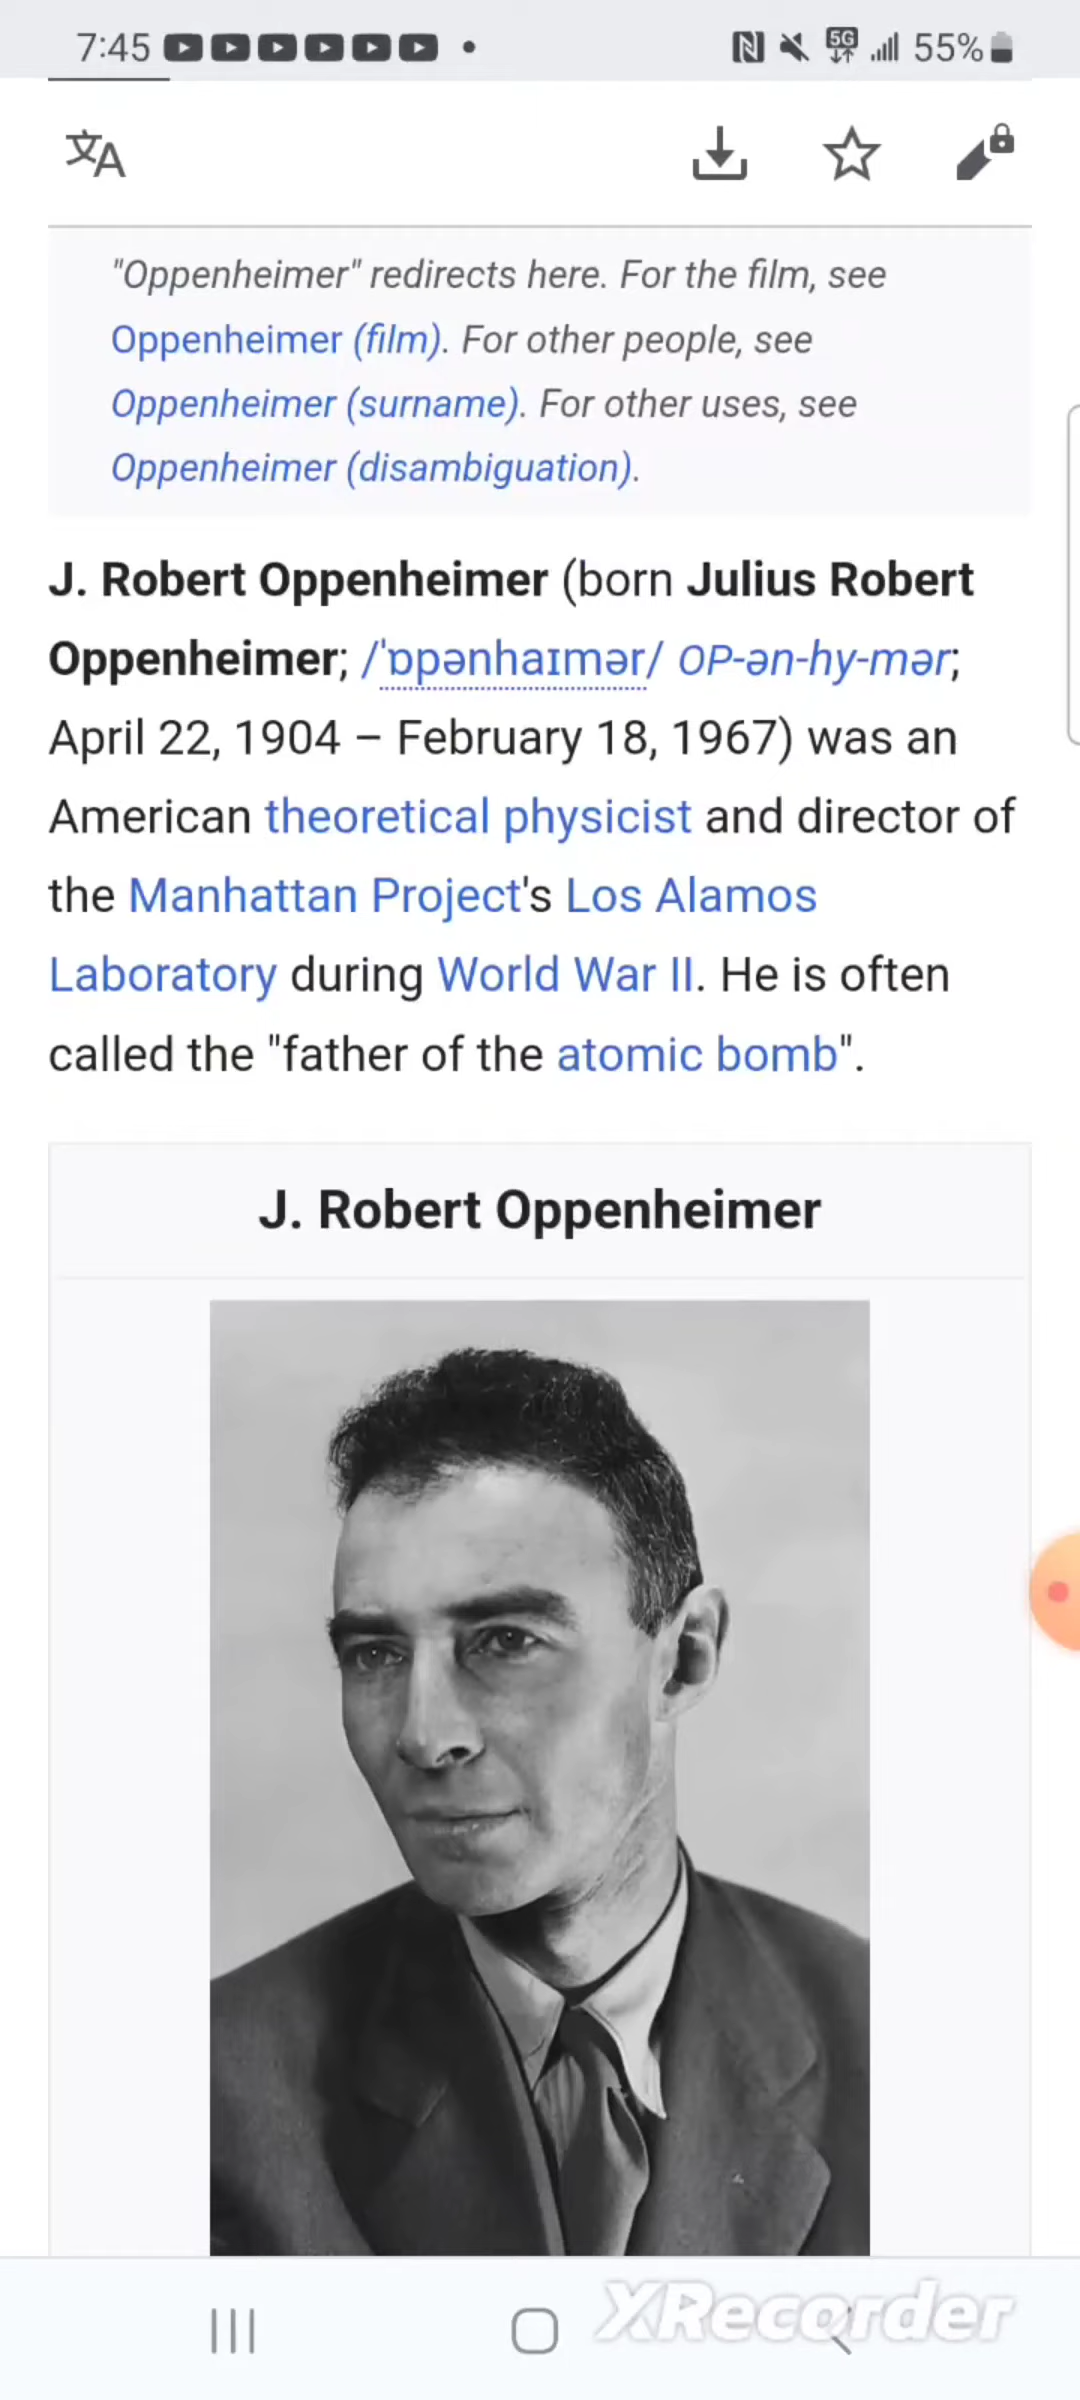 7:45
5G
55%
"Oppenheimer" redirects here. For the film, see
Oppenheimer (film). For other people, see
Oppenheimer (surname). For other uses, see
Oppenheimer (disambiguation).
J. Robert Oppenheimer (born Julius Robert
Oppenheimer; /ˈɒpənhaɪmər/ OP-ən-hy-mər;
April 22, 1904 – February 18, 1967) was an
American theoretical physicist and director of
the Manhattan Project's Los Alamos
Laboratory during World War II. He is often
called the "father of the atomic bomb".
J. Robert Oppenheimer
XRecorder